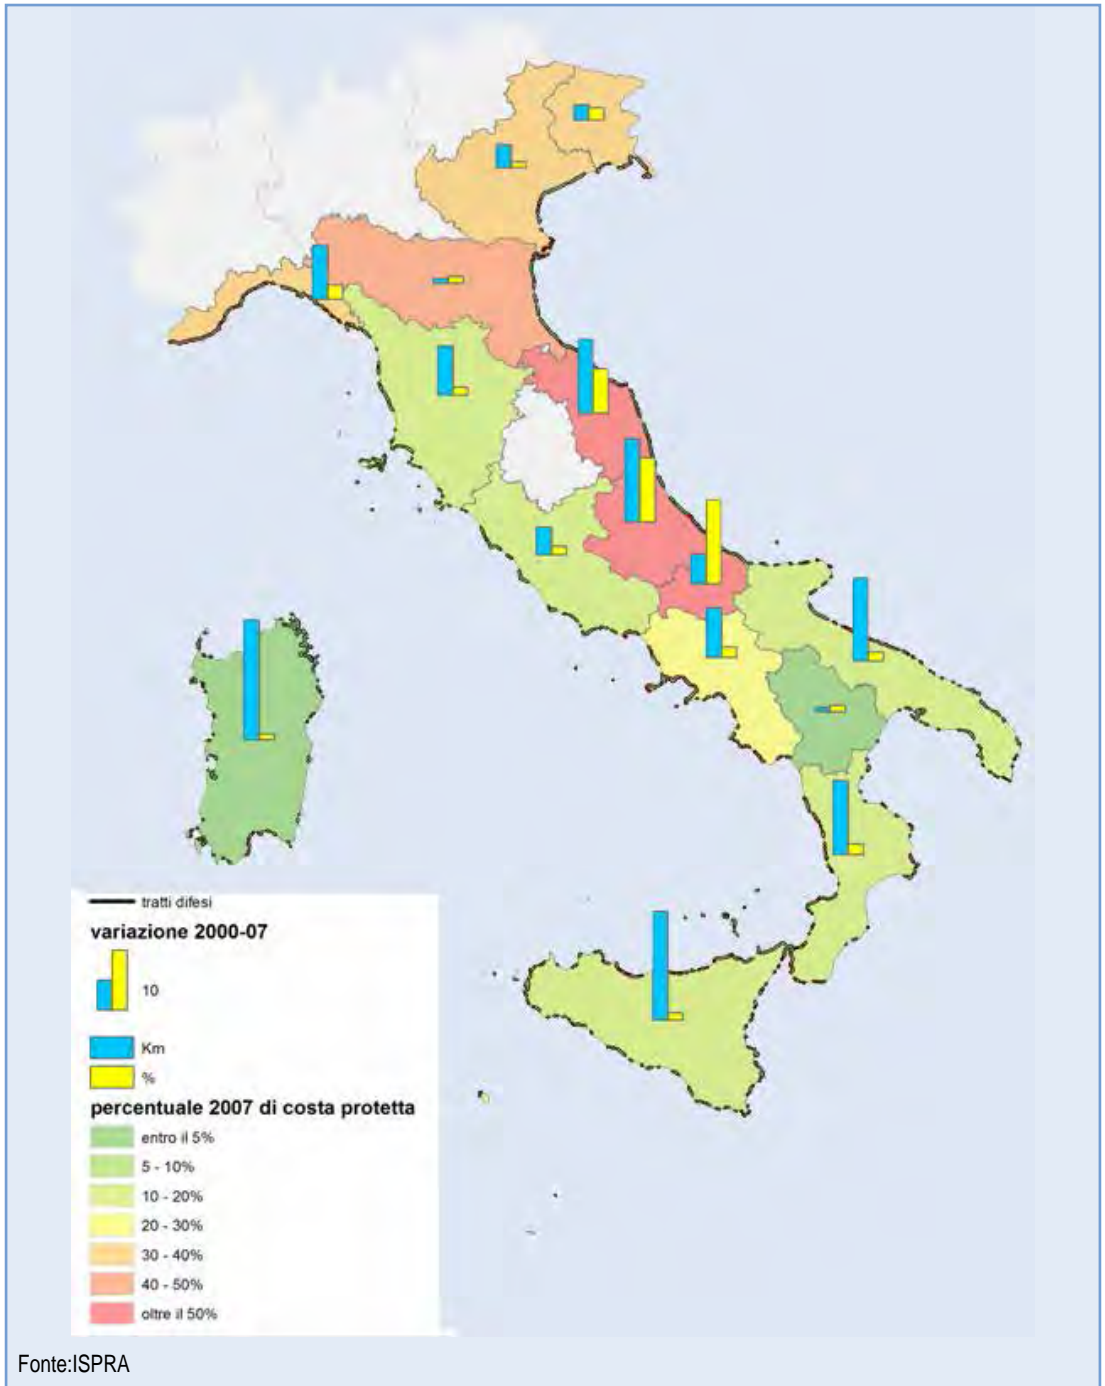 tratti difesi
variazione 2000-07
10
Km
%
percentuale 2007 di costa protetta
entro il 5%
5 - 10%
10 - 20%
20 - 30%
30 - 40%
40 - 50%
oltre il 50%
Fonte:ISPRA